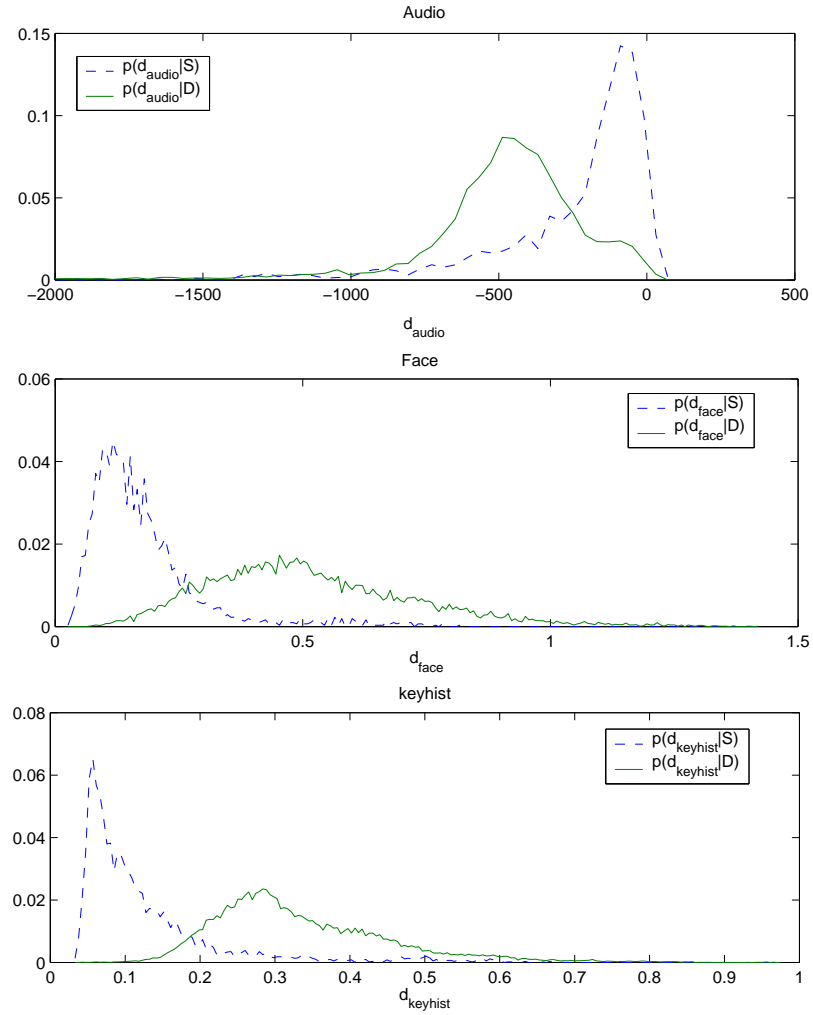 Audio
0.15
0.1
0.05
0
p(d_audio|S)
p(d_audio|D)
−2000 −1500 −1000 −500 0 500
d_audio
Face
0.06
0.04
0.02
0
p(d_face|S)
p(d_face|D)
0 0.5 1 1.5
d_face
keyhist
0.08
0.06
0.04
0.02
0
p(d_keyhist|S)
p(d_keyhist|D)
0 0.1 0.2 0.3 0.4 0.5 0.6 0.7 0.8 0.9 1
d_keyhist